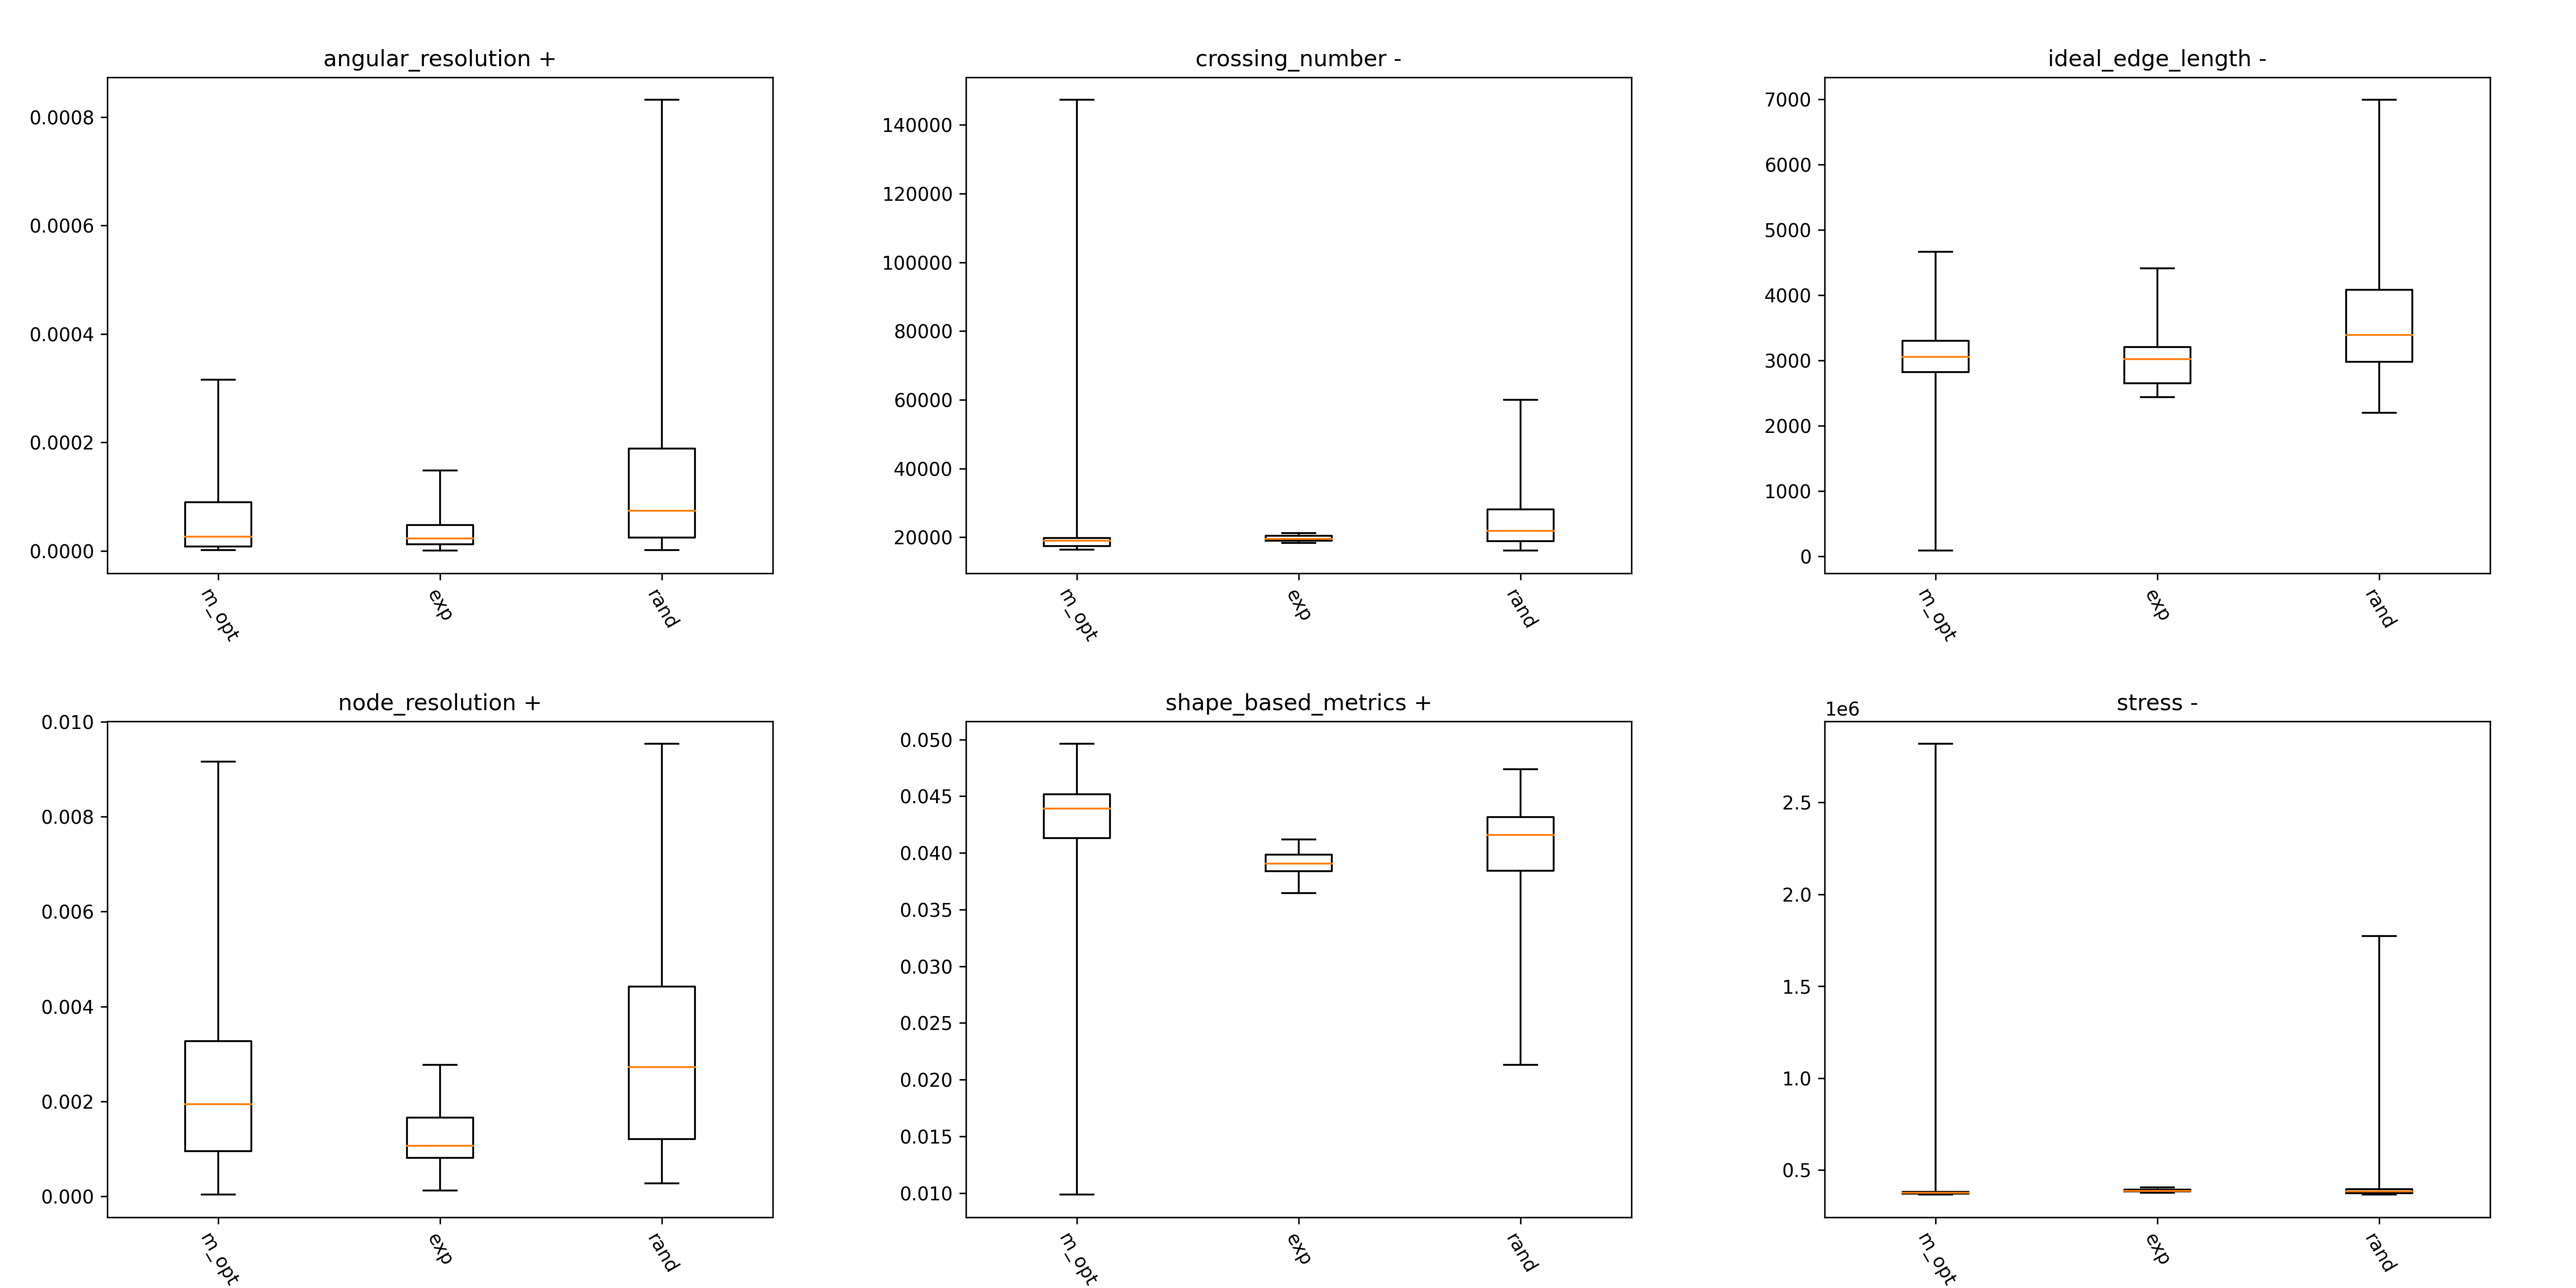 angular_resolution +
0.0008
0.0006
0.0004
0.0002
0.0000
m_opt
exp
rand
crossing_number -
140000
120000
100000
80000
60000
40000
20000
m_opt
exp
rand
ideal_edge_length -
7000
6000
5000
4000
3000
2000
1000
0
m_opt
exp
rand
node_resolution +
0.010
0.008
0.006
0.004
0.002
0.000
m_opt
exp
rand
shape_based_metrics +
0.050
0.045
0.040
0.035
0.030
0.025
0.020
0.015
0.010
m_opt
exp
rand
stress -
1e6
2.5
2.0
1.5
1.0
0.5
m_opt
exp
rand